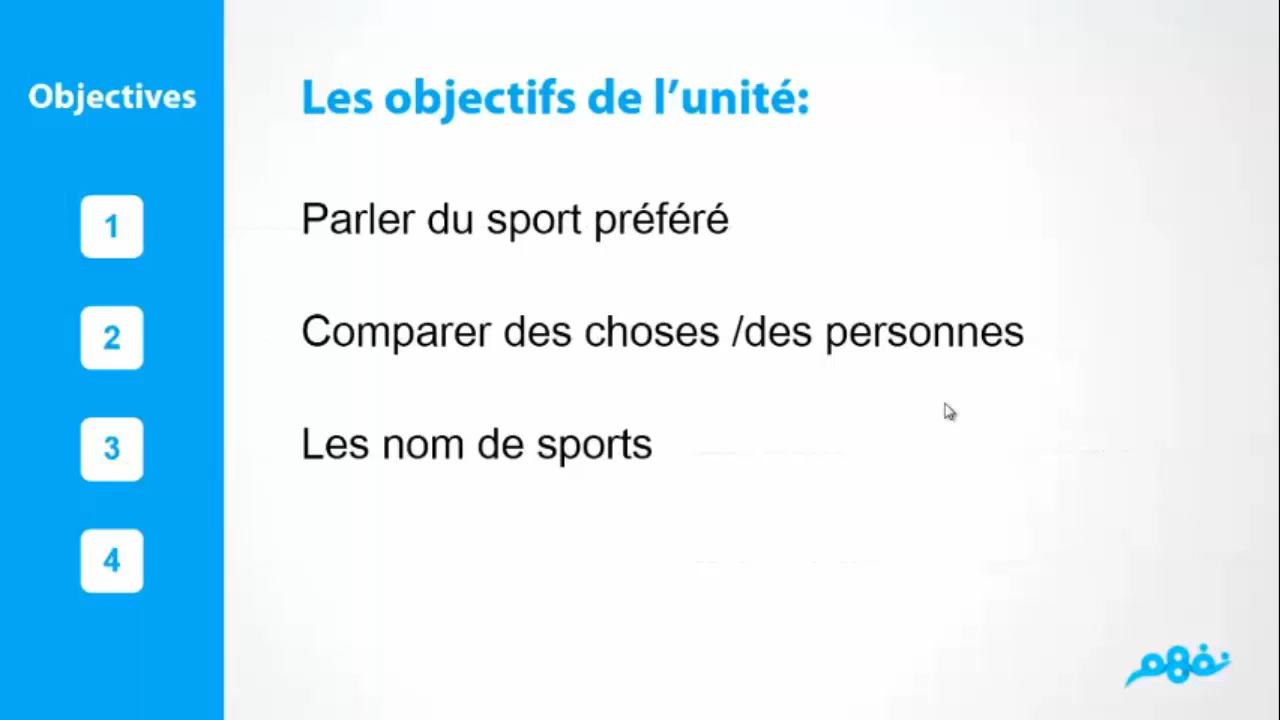 Objectives
Les objectifs de l’unité:
1
Parler du sport préféré
2
Comparer des choses /des personnes
3
Les nom de sports
4
نفهم